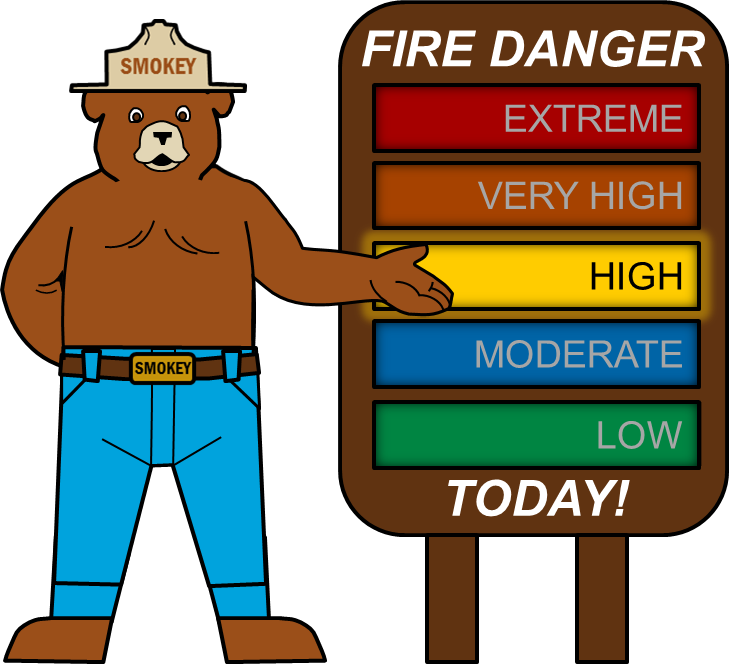 SMOKEY
FIRE DANGER
EXTREME
VERY HIGH
HIGH
MODERATE
SMOKEY
LOW
TODAY!